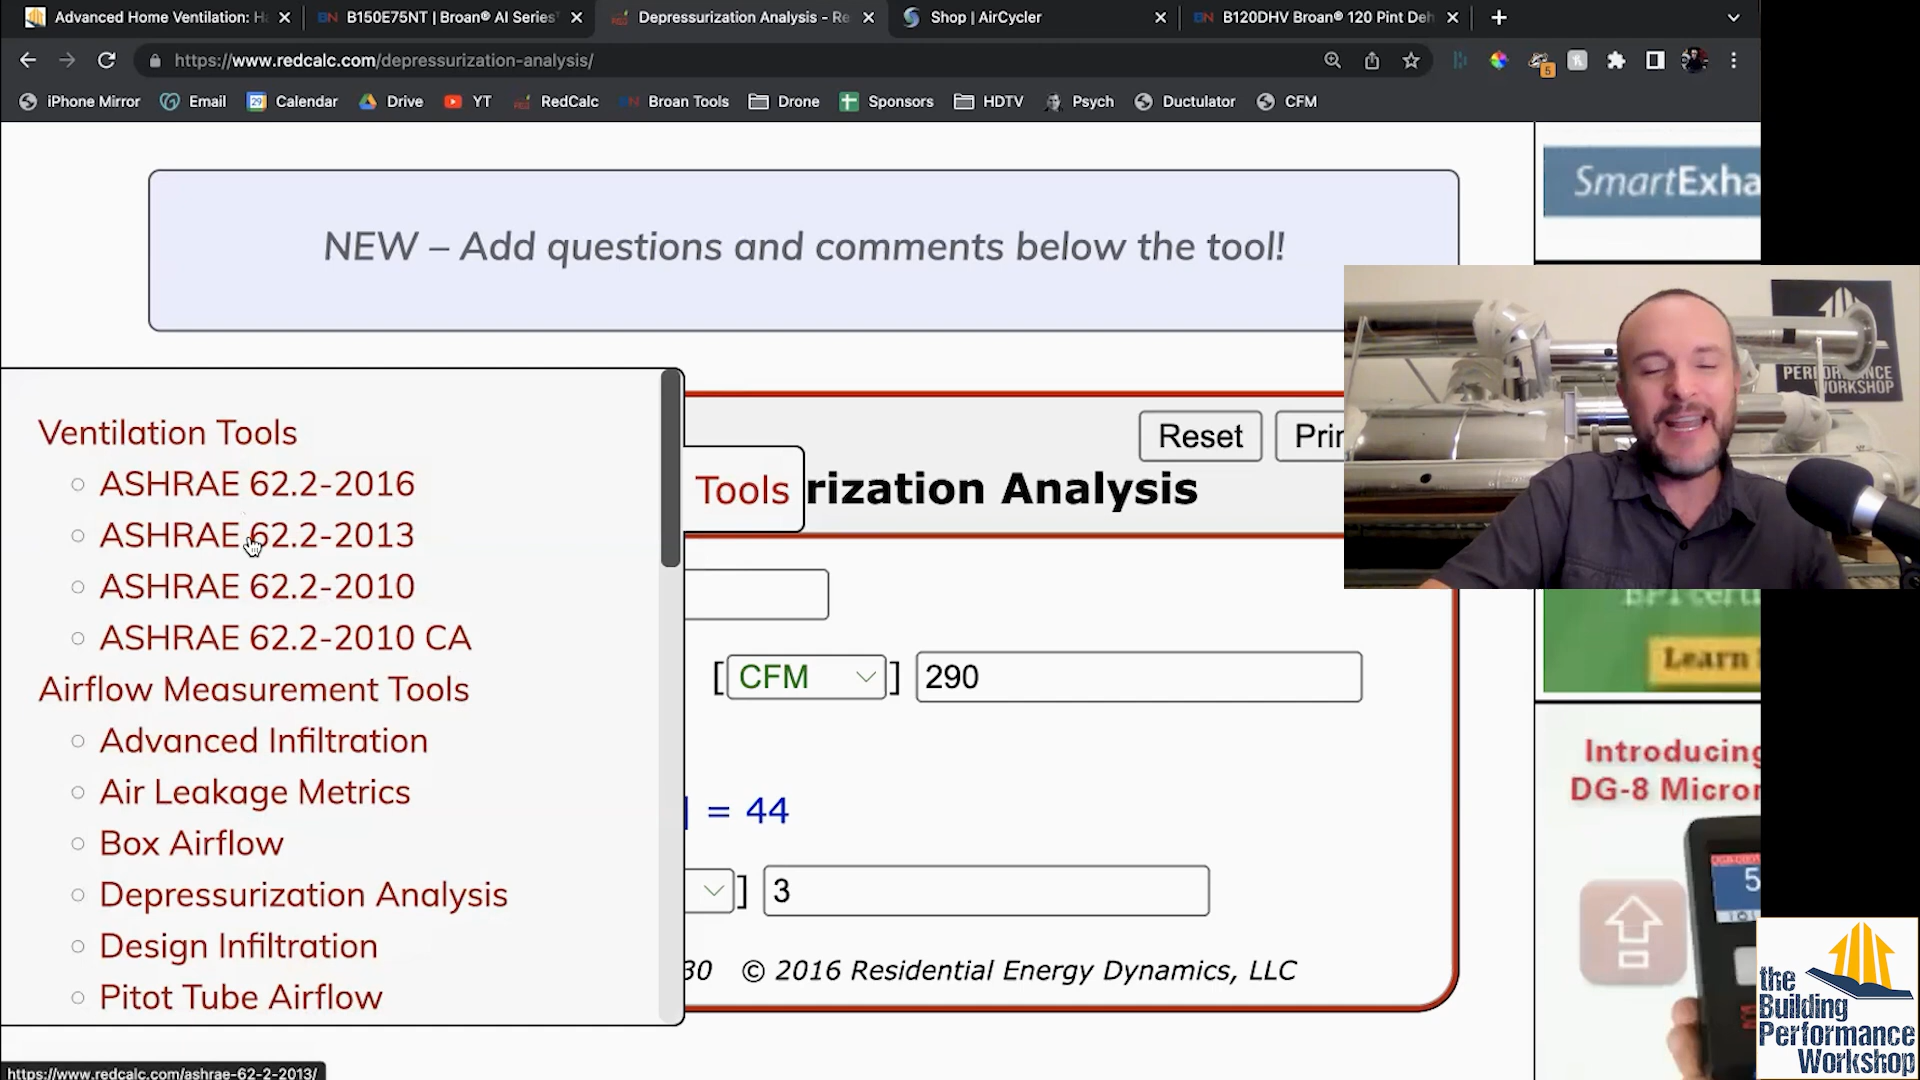 Advanced Home Ventilation: H
B150E75NT | Broan® AI Series
Depressurization Analysis - Re
Shop | AirCycler
B120DHV Broan® 120 Pint Deh
https://www.redcalc.com/depressurization-analysis/
5
iPhone Mirror
Email
29
Calendar
Drive
YT
RedCalc
BN
Broan Tools
Drone
Sponsors
HDTV
Psych
Ductulator
CFM
NEW – Add questions and comments below the tool!
SmartExha
PERFORMANCE
WORKSHOP
Ventilation Tools
ASHRAE 62.2-2016
ASHRAE 62.2-2013
ASHRAE 62.2-2010
ASHRAE 62.2-2010 CA
Airflow Measurement Tools
Advanced Infiltration
Air Leakage Metrics
Box Airflow
Depressurization Analysis
Design Infiltration
Pitot Tube Airflow
Reset
Prin
Tools
rization Analysis
[CFM] 290
] = 44
] 3
30 © 2016 Residential Energy Dynamics, LLC
Learn
Introducing
DG-8 Micro
5
the
Building
Performance
Workshop
https://www.redcalc.com/ashrae-62-2-2013/